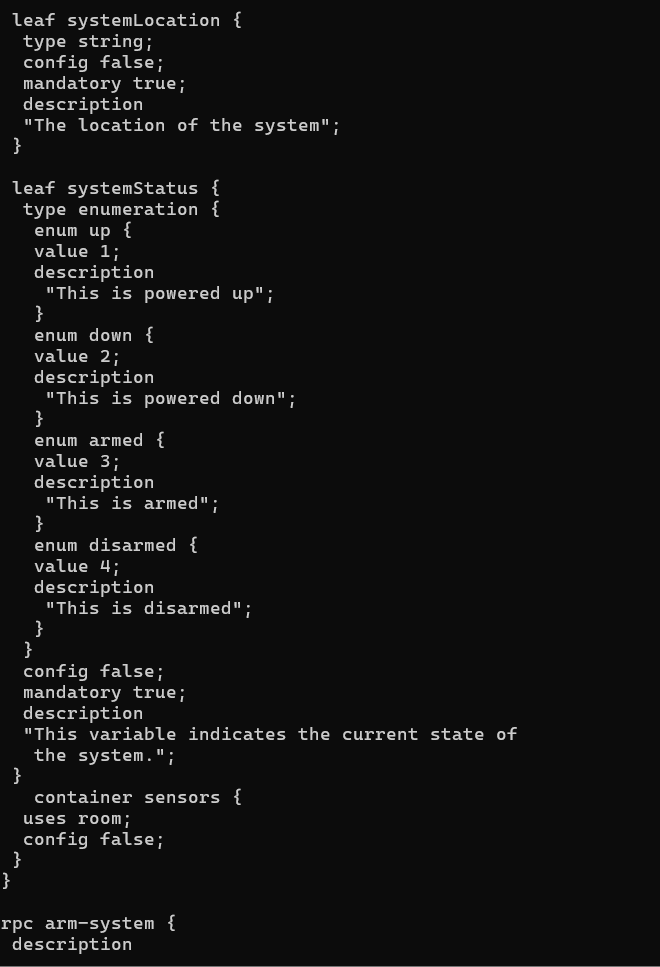 leaf systemLocation {
type string;
config false;
mandatory true;
description
"The location of the system";
}
leaf systemStatus {
type enumeration {
enum up {
value 1;
description
"This is powered up";
}
enum down {
value 2;
description
"This is powered down";
}
enum armed {
value 3;
description
"This is armed";
}
enum disarmed {
value 4;
description
"This is disarmed";
}
}
config false;
mandatory true;
description
"This variable indicates the current state of
the system.";
}
container sensors {
uses room;
config false;
}
}
rpc arm-system {
description